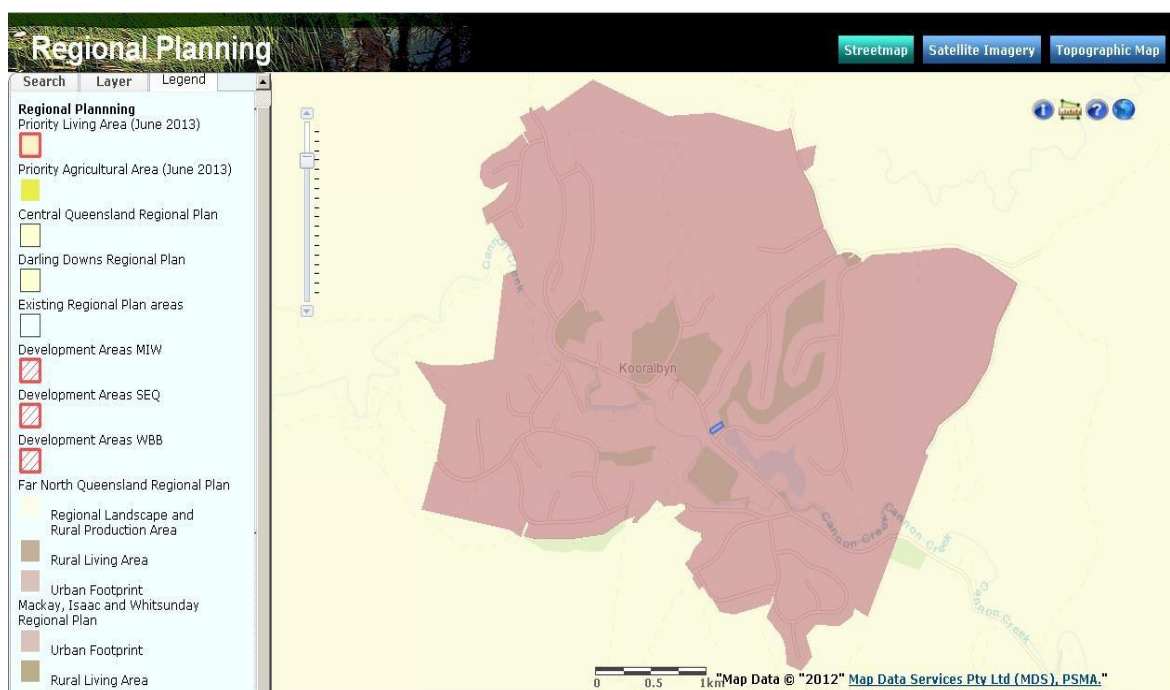 Regional Planning
Streetmap
Satellite Imagery
Topographic Map
Search
Layer
Legend
Regional Plannning
Priority Living Area (June 2013)
Priority Agricultural Area (June 2013)
Central Queensland Regional Plan
Darling Downs Regional Plan
Existing Regional Plan areas
Development Areas MIW
Development Areas SEQ
Development Areas WBB
Far North Queensland Regional Plan
Regional Landscape and
Rural Production Area
Rural Living Area
Urban Footprint
Mackay, Isaac and Whitsunday
Regional Plan
Urban Footprint
Rural Living Area
Cannon Creek
Kooralbyn
Cannon Creek
Cannon Creek
Cannon Creek
0 0.5 1km
"Map Data © "2012" Map Data Services Pty Ltd (MDS), PSMA."